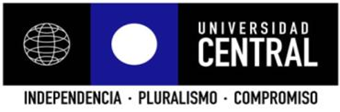 UNIVERSIDAD
CENTRAL
INDEPENDENCIA · PLURALISMO · COMPROMISO